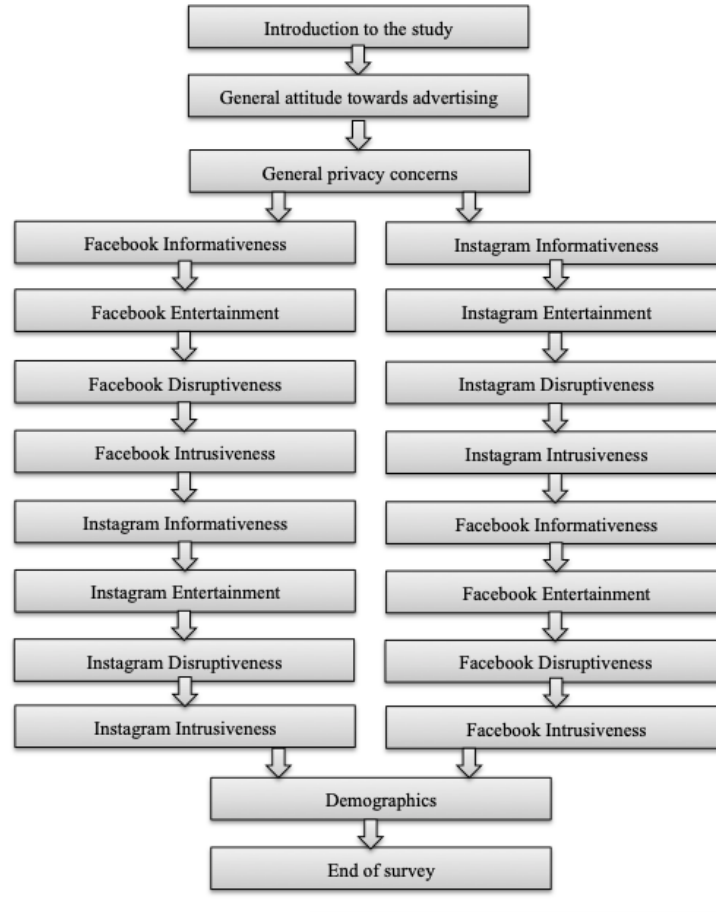 Introduction to the study
General attitude towards advertising
General privacy concerns
Facebook Informativeness
Facebook Entertainment
Facebook Disruptiveness
Facebook Intrusiveness
Instagram Informativeness
Instagram Entertainment
Instagram Disruptiveness
Instagram Intrusiveness
Instagram Informativeness
Instagram Entertainment
Instagram Disruptiveness
Instagram Intrusiveness
Facebook Informativeness
Facebook Entertainment
Facebook Disruptiveness
Facebook Intrusiveness
Demographics
End of survey